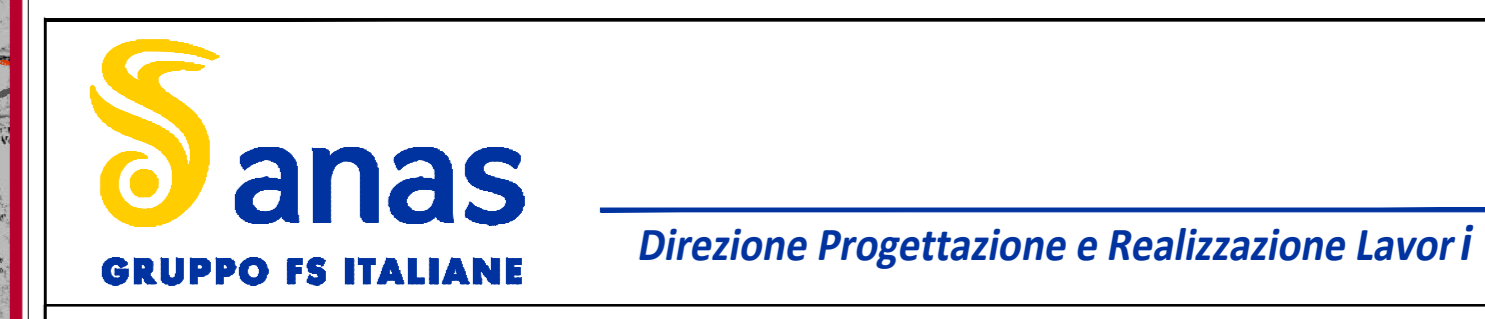 anas
GRUPPO FS ITALIANE
Direzione Progettazione e Realizzazione Lavori